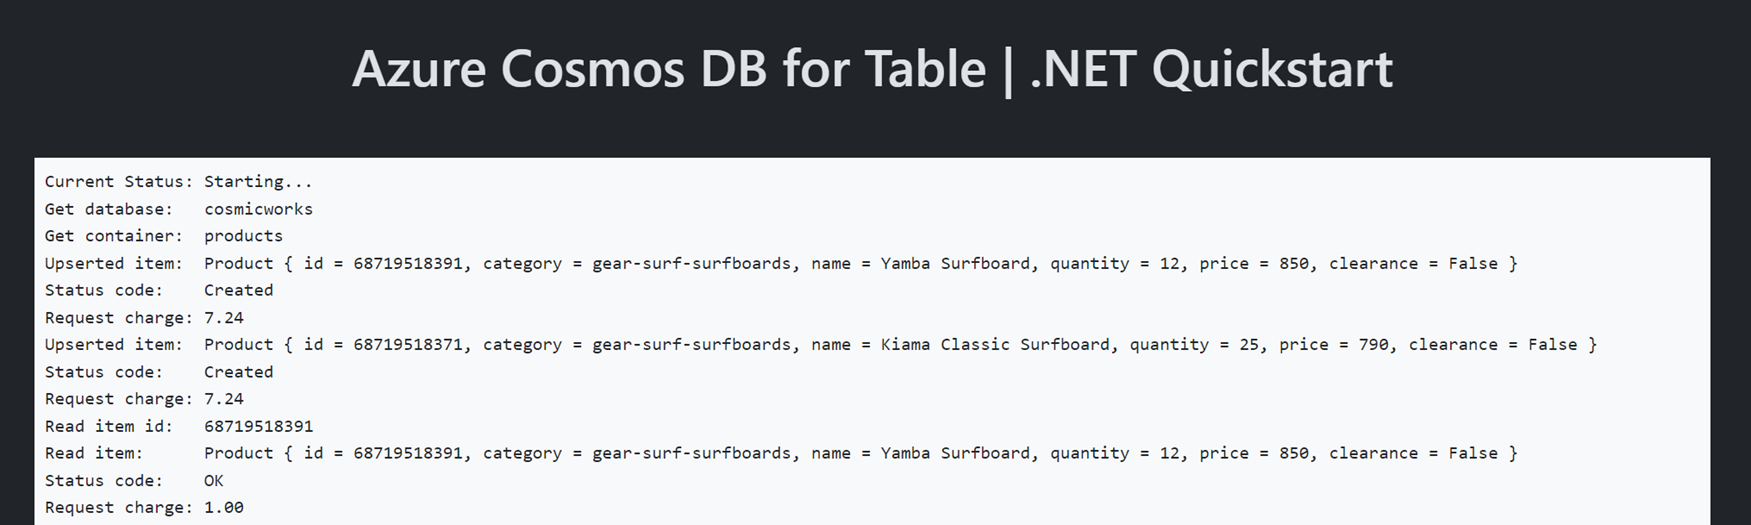 Azure Cosmos DB for Table | .NET Quickstart
Current Status: Starting...
Get database:   cosmicworks
Get container:  products
Upserted item:  Product { id = 68719518391, category = gear-surf-surfboards, name = Yamba Surfboard, quantity = 12, price = 850, clearance = False }
Status code:    Created
Request charge: 7.24
Upserted item:  Product { id = 68719518371, category = gear-surf-surfboards, name = Kiama Classic Surfboard, quantity = 25, price = 790, clearance = False }
Status code:    Created
Request charge: 7.24
Read item id:   68719518391
Read item:      Product { id = 68719518391, category = gear-surf-surfboards, name = Yamba Surfboard, quantity = 12, price = 850, clearance = False }
Status code:    OK
Request charge: 1.00